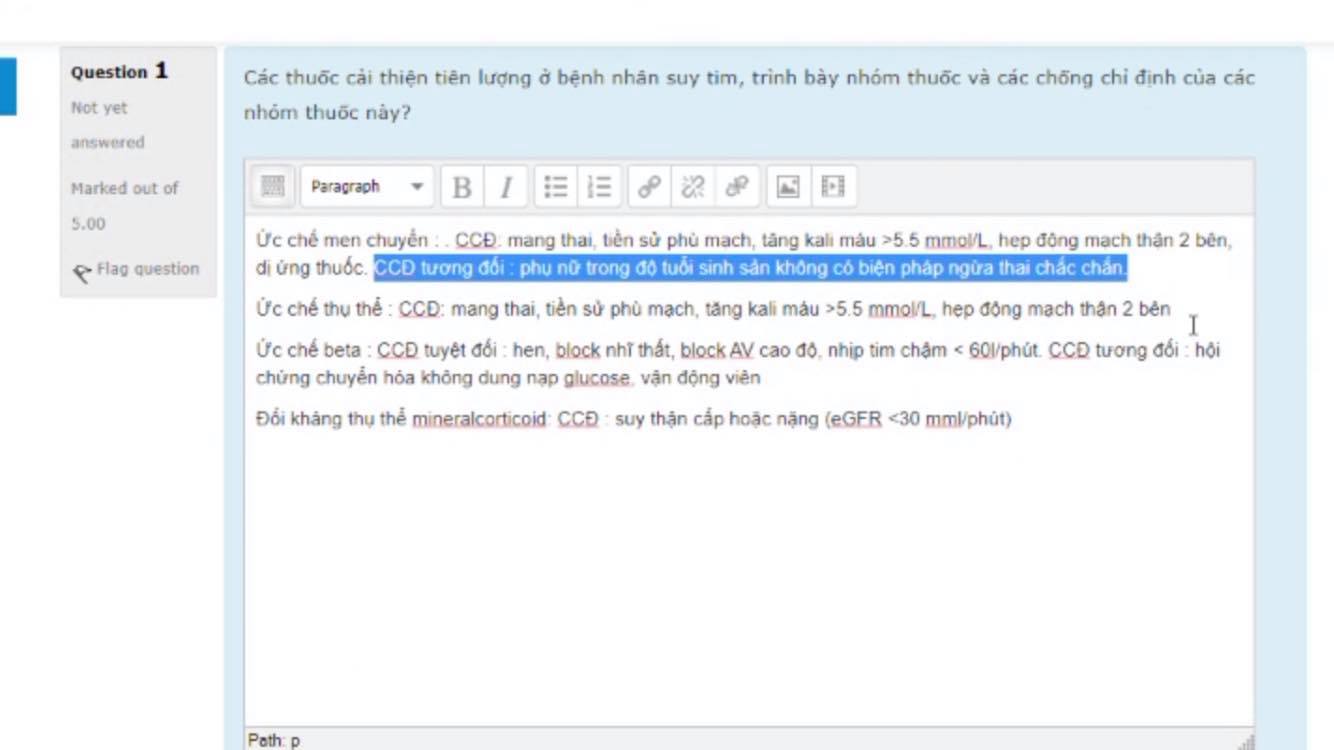 Question 1
Not yet
answered
Marked out of
5.00
Flag question
Các thuốc cải thiện tiên lượng ở bệnh nhân suy tim, trình bày nhóm thuốc và các chống chỉ định của các
nhóm thuốc này?
Paragraph
B I
Ức chế men chuyển : . CCĐ: mang thai, tiền sử phù mạch, tăng kali máu >5.5 mmol/L, hẹp động mạch thận 2 bên,
dị ứng thuốc. CCĐ tương đối : phụ nữ trong độ tuổi sinh sản không có biện pháp ngừa thai chắc chắn.
Ức chế thụ thể : CCĐ: mang thai, tiền sử phù mạch, tăng kali máu >5.5 mmol/L, hẹp động mạch thận 2 bên
Ức chế beta : CCĐ tuyệt đối : hen, block nhĩ thất, block AV cao độ, nhịp tim chậm < 60l/phút. CCĐ tương đối : hội
chứng chuyển hóa không dung nạp glucose, vận động viên
Đối kháng thụ thể mineralcorticoid: CCĐ : suy thận cấp hoặc nặng (eGFR <30 mml/phút)
Path: p